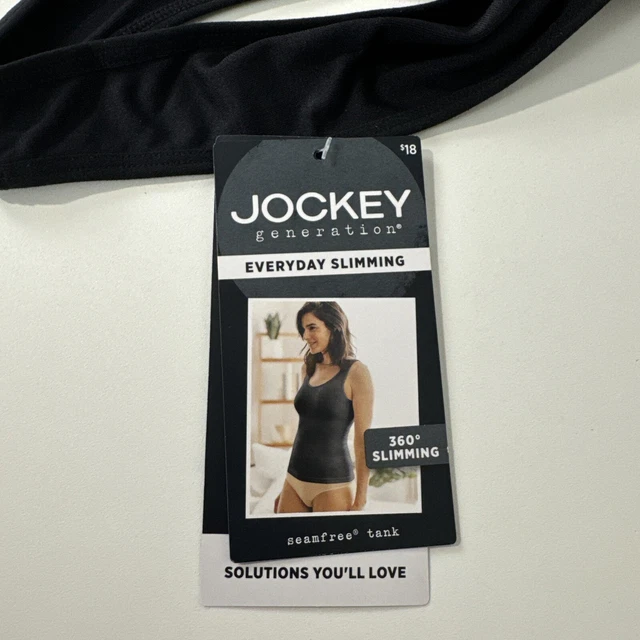 $18
JOCKEY
generation®
EVERYDAY SLIMMING
360°
SLIMMING
seamfree® tank
SOLUTIONS YOU'LL LOVE